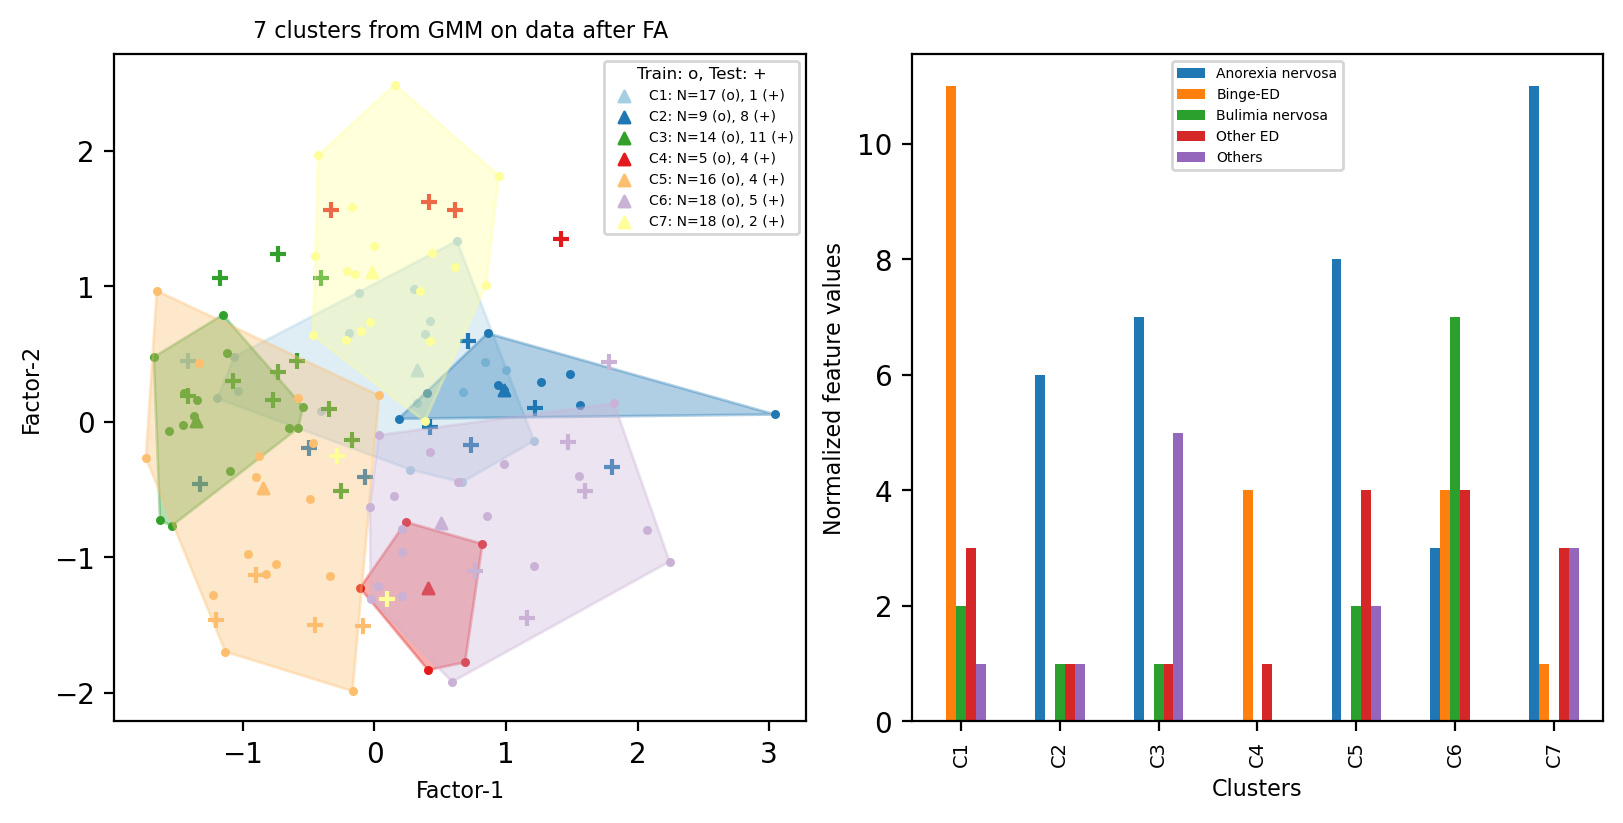 7 clusters from GMM on data after FA
Train: o, Test: +
C1: N=17 (o), 1 (+)
C2: N=9 (o), 8 (+)
C3: N=14 (o), 11 (+)
C4: N=5 (o), 4 (+)
C5: N=16 (o), 4 (+)
C6: N=18 (o), 5 (+)
C7: N=18 (o), 2 (+)
Factor-2
2
1
0
−1
−2
−1
0
1
2
3
Factor-1
Anorexia nervosa
Binge-ED
Bulimia nervosa
Other ED
Others
Normalized feature values
10
8
6
4
2
0
C1
C2
C3
C4
C5
C6
C7
Clusters